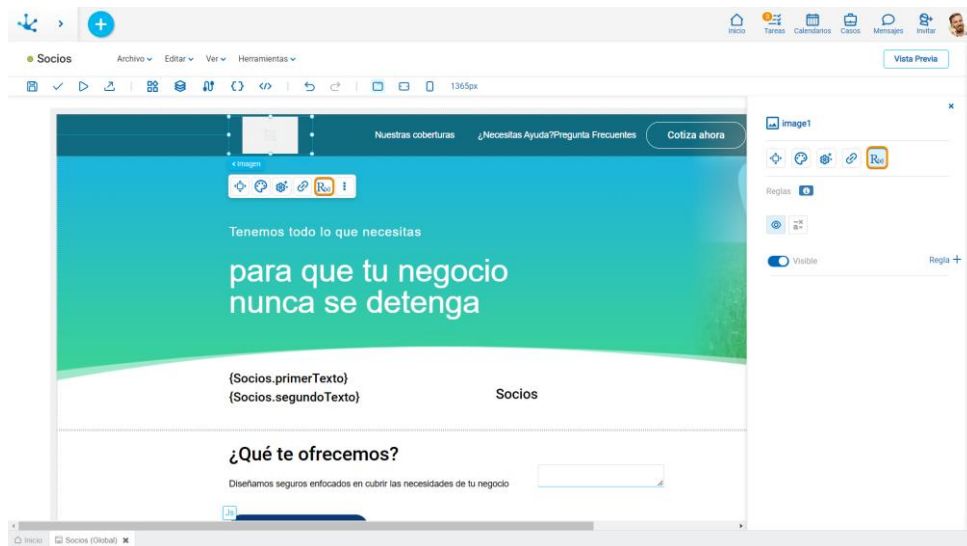 Inicio
Tareas
Calendarios
Casos
Mensajes
Invitar
Socios
Archivo
Editar
Ver
Herramientas
Vista Previa
1365px
Nuestras coberturas
¿Necesitas Ayuda?Pregunta Frecuentes
Cotiza ahora
Imagen
Tenemos todo lo que necesitas
para que tu negocio
nunca se detenga
{Socios.primerTexto}
{Socios.segundoTexto}
Socios
¿Qué te ofrecemos?
Diseñamos seguros enfocados en cubrir las necesidades de tu negocio
Js
image1
Reglas
Visible
Regla
Inicio
Socios (Global)